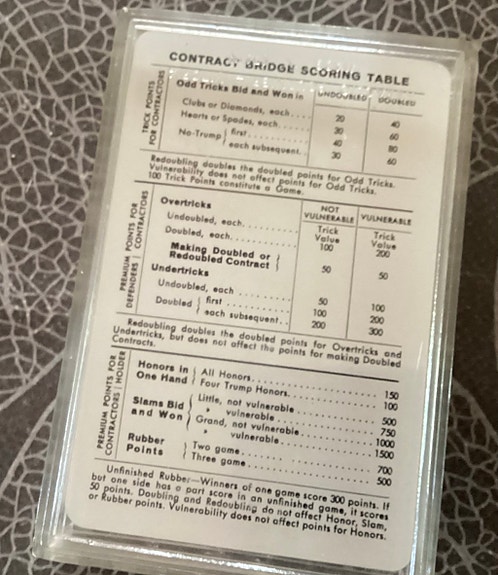 CONTRACT BRIDGE SCORING TABLE
TRICK POINTS FOR CONTRACTORS
Odd Tricks Bid and Won in UNDOUBLED DOUBLED
Clubs or Diamonds, each.... 20 40
Hearts or Spades, each.... 30 60
No-Trump { first.......... 40 80
each subsequent.. 30 60
Redoubling doubles the doubled points for Odd Tricks.
Vulnerability does not affect points for Odd Tricks.
100 Trick Points constitute a Game.
PREMIUM POINTS FOR DEFENDERS | CONTRACTORS
Overtricks NOT VULNERABLE VULNERABLE
Undoubled, each.......... Trick Value Trick Value
Doubled, each.......... 100 200
Making Doubled or
Redoubled Contract } 50 50
Undertricks
Undoubled, each.......... 50 100
Doubled { first.......... 100 200
each subsequent.. 200 300
Redoubling doubles the doubled points for Overtricks and
Undertricks, but does not affect the points for making Doubled
Contracts.
PREMIUM POINTS FOR CONTRACTORS | HOLDER
Honors in One Hand { All Honors.......... 150
Four Trump Honors.......... 100
Slams Bid and Won { Little, not vulnerable.......... 500
" vulnerable.......... 750
Grand, not vulnerable.......... 1000
" vulnerable.......... 1500
Rubber Points { Two game.......... 700
Three game.......... 500
Unfinished Rubber—Winners of one game score 300 points. If
but one side has a part score in an unfinished game, it scores
50 points. Doubling and Redoubling do not affect Honor, Slam,
or Rubber points. Vulnerability does not affect points for Honors.